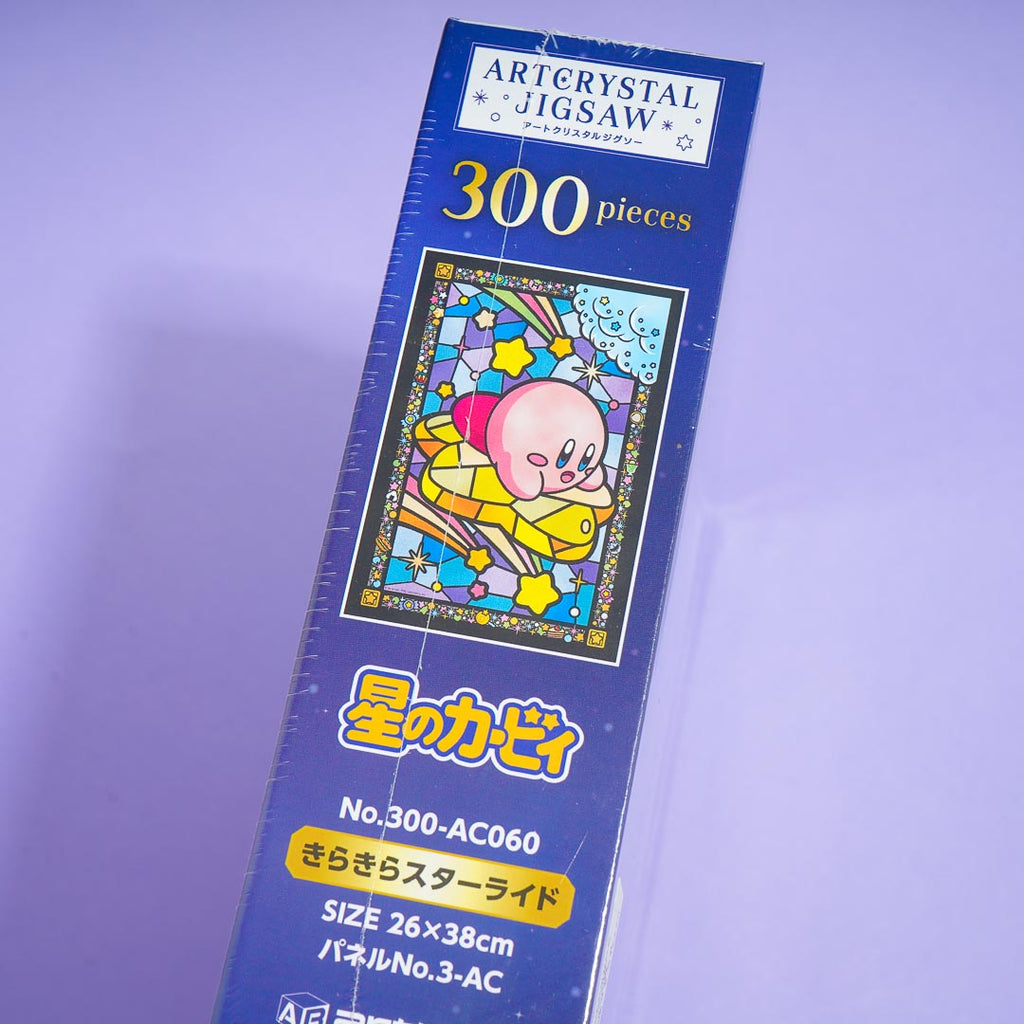 ARTCRYSTAL
JIGSAW
アートクリスタルジグソー
300 pieces
星のカービィ
No.300-AC060
きらきらスターライド
SIZE 26×38cm
パネルNo.3-AC